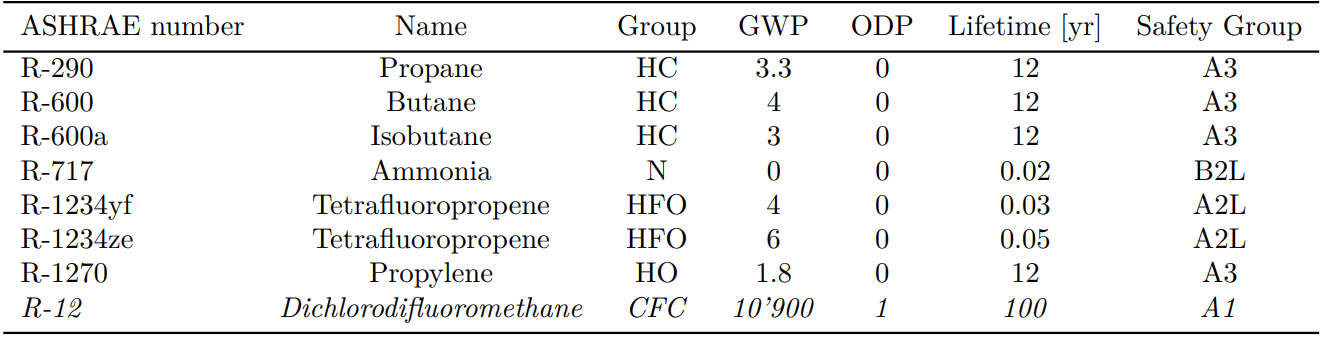 ASHRAE number Name Group GWP ODP Lifetime [yr] Safety Group
R-290 Propane HC 3.3 0 12 A3
R-600 Butane HC 4 0 12 A3
R-600a Isobutane HC 3 0 12 A3
R-717 Ammonia N 0 0 0.02 B2L
R-1234yf Tetrafluoropropene HFO 4 0 0.03 A2L
R-1234ze Tetrafluoropropene HFO 6 0 0.05 A2L
R-1270 Propylene HO 1.8 0 12 A3
R-12 Dichlorodifluoromethane CFC 10’900 1 100 A1